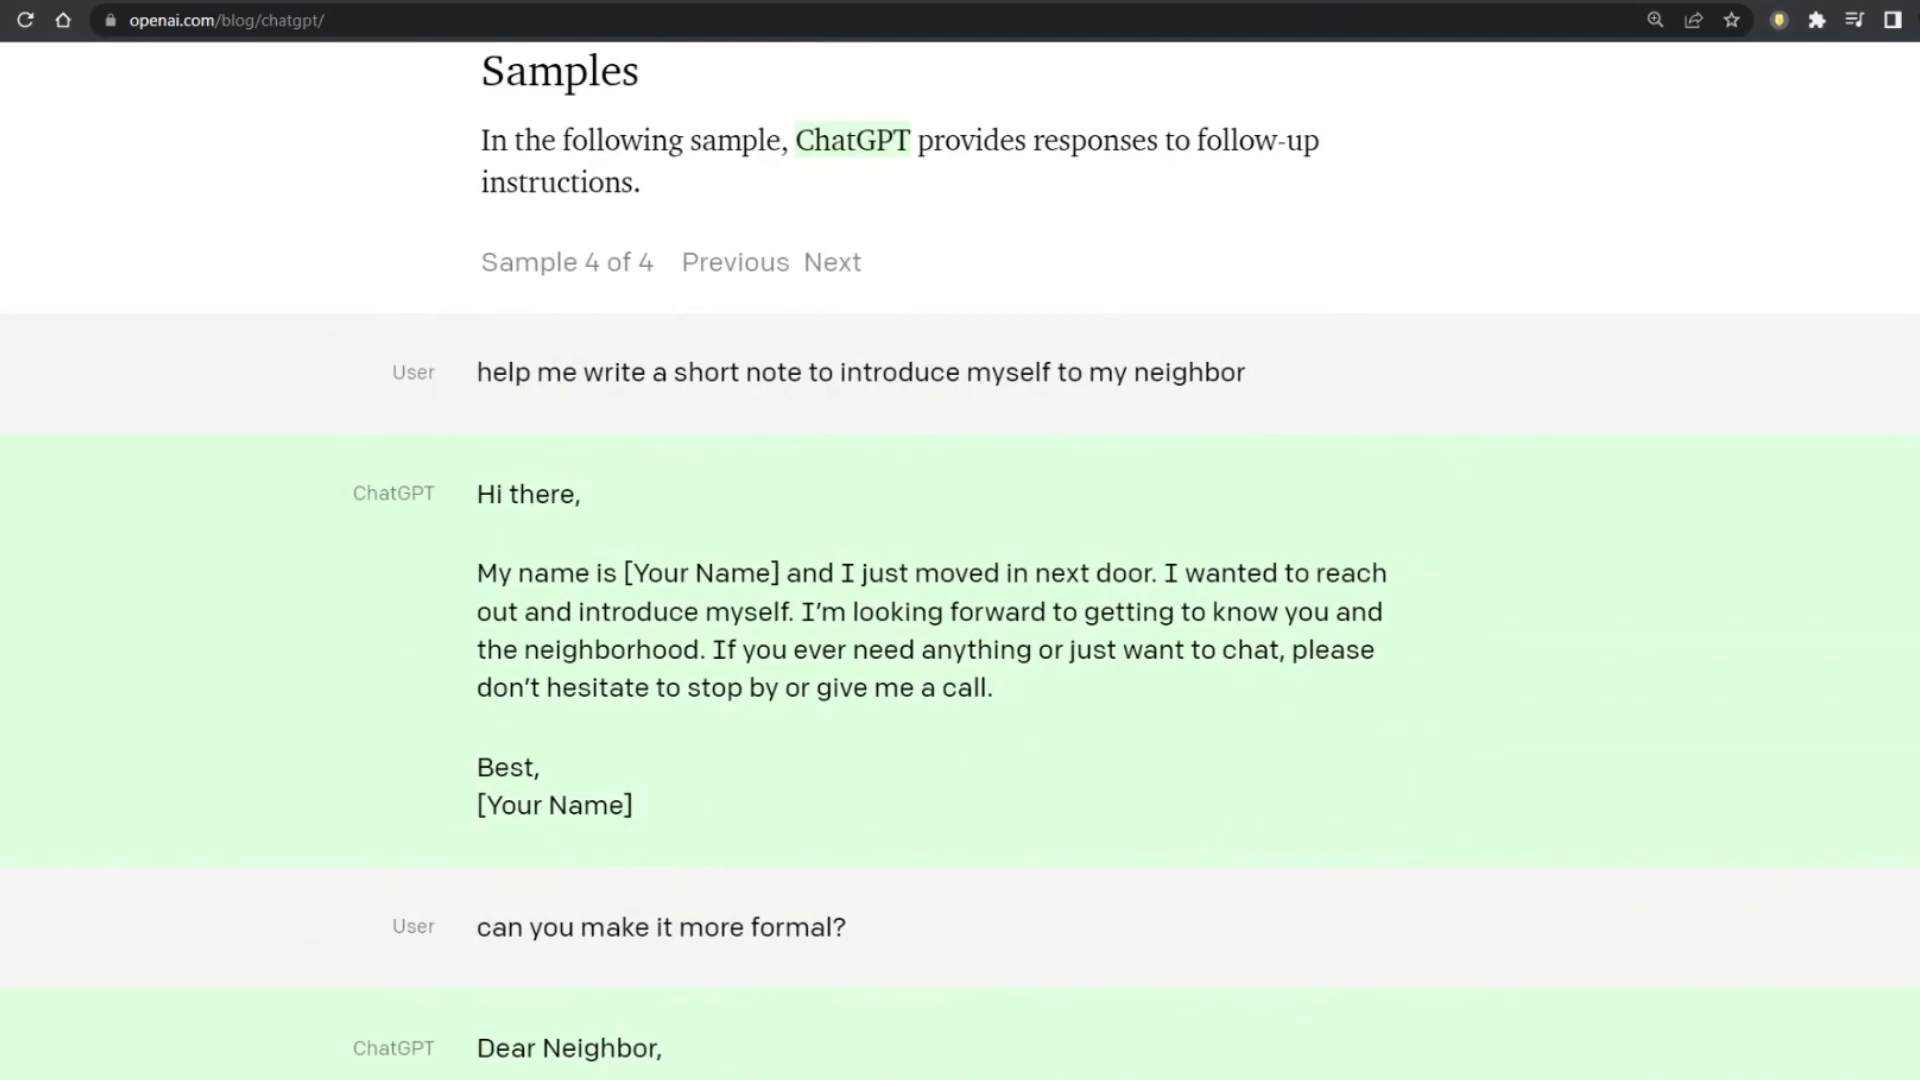 openai.com/blog/chatgpt/
Samples
In the following sample, ChatGPT provides responses to follow-up
instructions.
Sample 4 of 4 Previous Next
User help me write a short note to introduce myself to my neighbor
ChatGPT Hi there,
My name is [Your Name] and I just moved in next door. I wanted to reach
out and introduce myself. I’m looking forward to getting to know you and
the neighborhood. If you ever need anything or just want to chat, please
don’t hesitate to stop by or give me a call.
Best,
[Your Name]
User can you make it more formal?
ChatGPT Dear Neighbor,